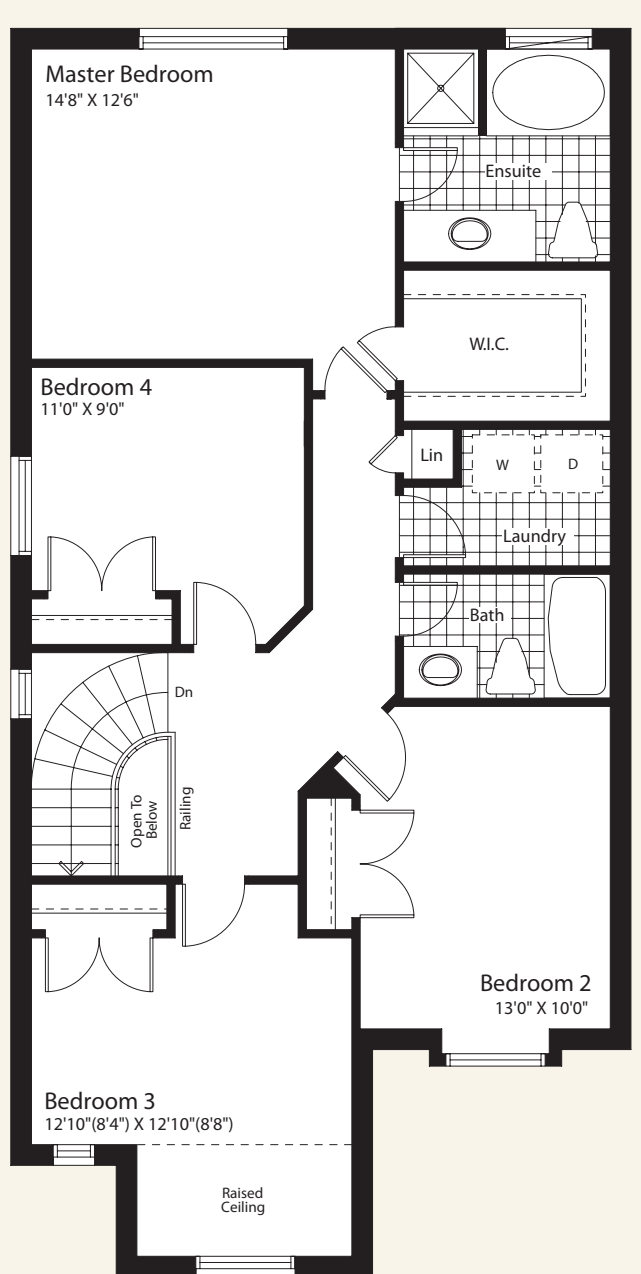 Master Bedroom
14'8" X 12'6"
Ensuite
W.I.C.
Bedroom 4
11'0" X 9'0"
Lin
W
D
Laundry
Bath
Dn
Open To
Below
Railing
Bedroom 2
13'0" X 10'0"
Bedroom 3
12'10"(8'4") X 12'10"(8'8")
Raised
Ceiling